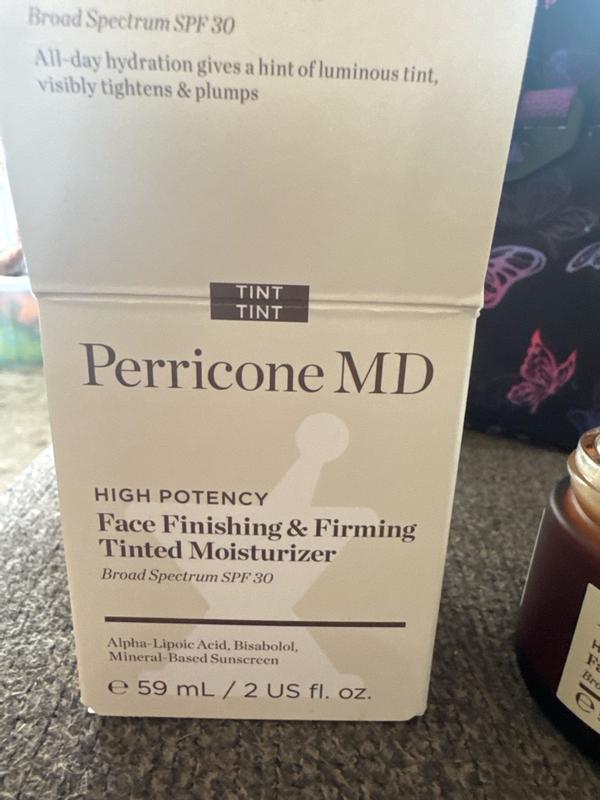 Broad Spectrum SPF 30
All-day hydration gives a hint of luminous tint,
visibly tightens & plumps
TINT
TINT
Perricone MD
HIGH POTENCY
Face Finishing & Firming
Tinted Moisturizer
Broad Spectrum SPF 30
Alpha-Lipoic Acid, Bisabolol,
Mineral-Based Sunscreen
e 59 mL / 2 US fl. oz.